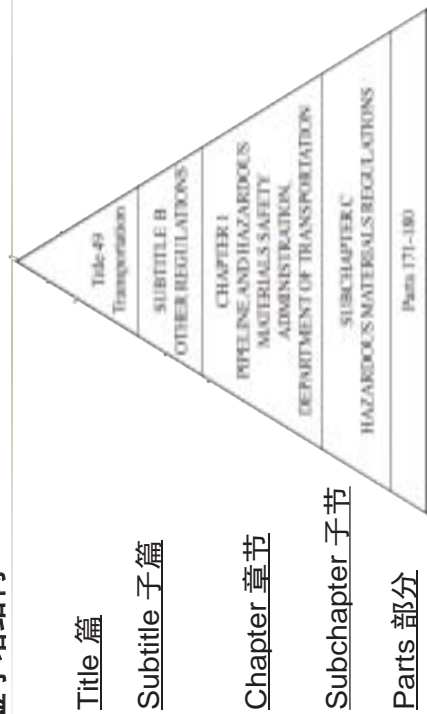 Title 篇
Subtitle 子篇
Chapter 章节
Subchapter 子节
Parts 部分
Title 49
Transportation
SUBTITLE B
OTHER REGULATIONS
CHAPTER I
PIPELINE AND HAZARDOUS
MATERIALS SAFETY
ADMINISTRATION,
DEPARTMENT OF TRANSPORTATION
SUBCHAPTER C
HAZARDOUS MATERIALS REGULATIONS
Parts 171-180